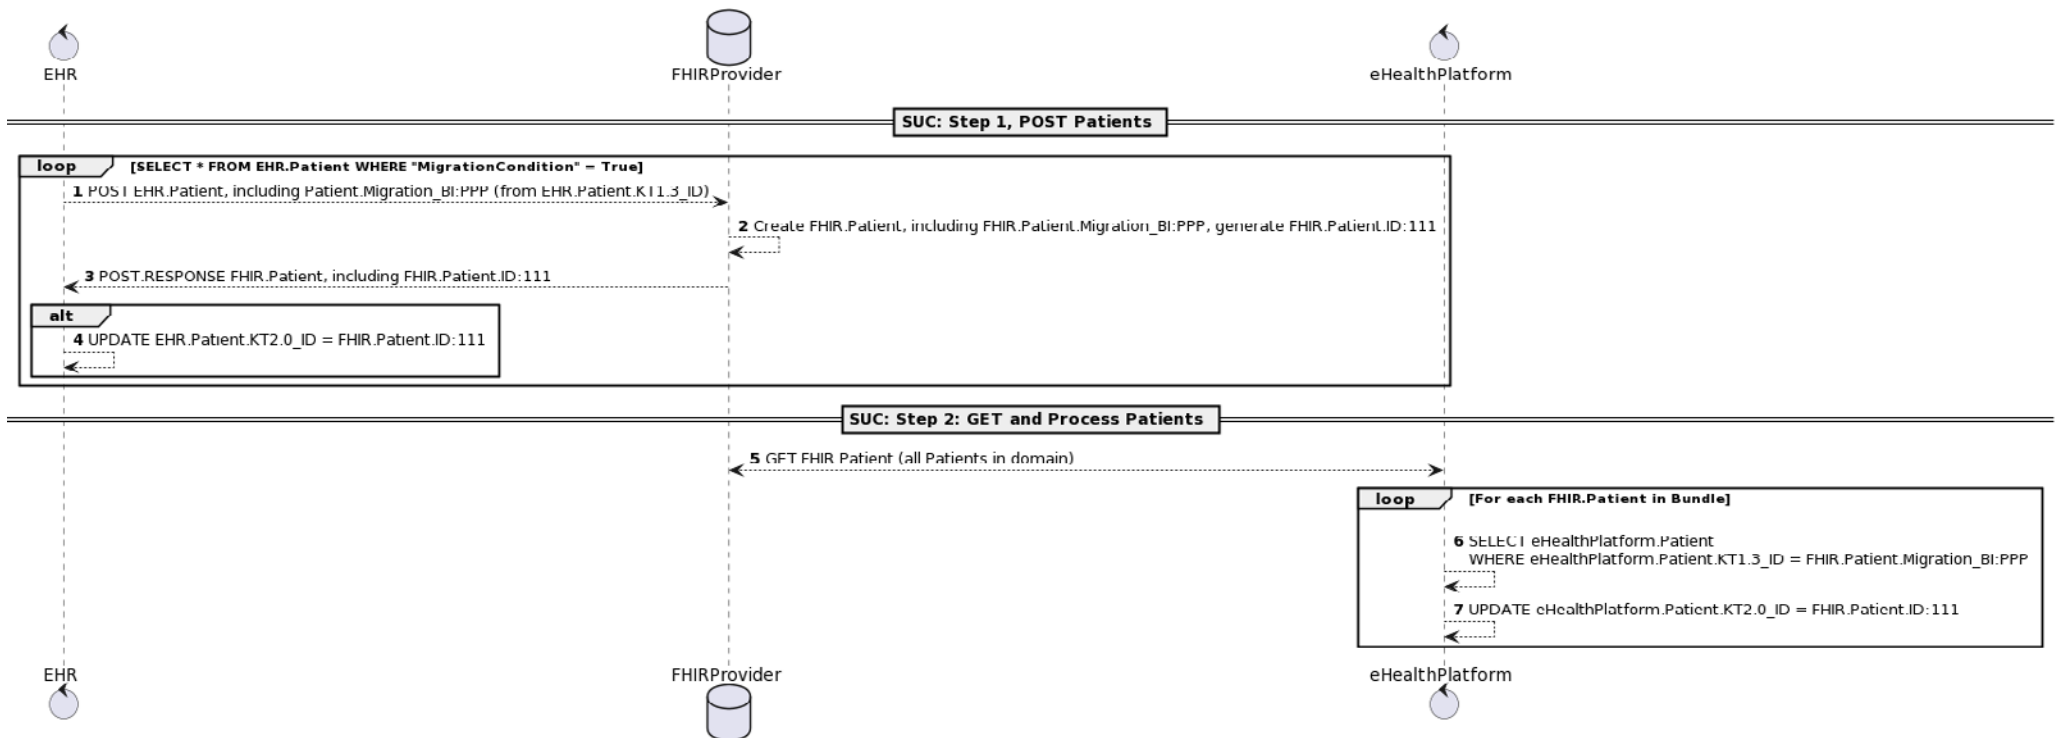 EHR
FHIRProvider
eHealthPlatform
SUC: Step 1, POST Patients
loop [SELECT * FROM EHR.Patient WHERE "MigrationCondition" = True]
1 POST EHR.Patient, including Patient.Migration_BI:PPP (from EHR.Patient.KT1.3_ID)
2 Create FHIR.Patient, including FHIR.Patient.Migration_BI:PPP, generate FHIR.Patient.ID:111
3 POST.RESPONSE FHIR.Patient, including FHIR.Patient.ID:111
alt
4 UPDATE EHR.Patient.KT2.0_ID = FHIR.Patient.ID:111
SUC: Step 2: GET and Process Patients
5 GET FHIR.Patient (all Patients in domain)
loop [For each FHIR.Patient in Bundle]
6 SELECT eHealthPlatform.Patient
WHERE eHealthPlatform.Patient.KT1.3_ID = FHIR.Patient.Migration_BI:PPP
7 UPDATE eHealthPlatform.Patient.KT2.0_ID = FHIR.Patient.ID:111
EHR
FHIRProvider
eHealthPlatform